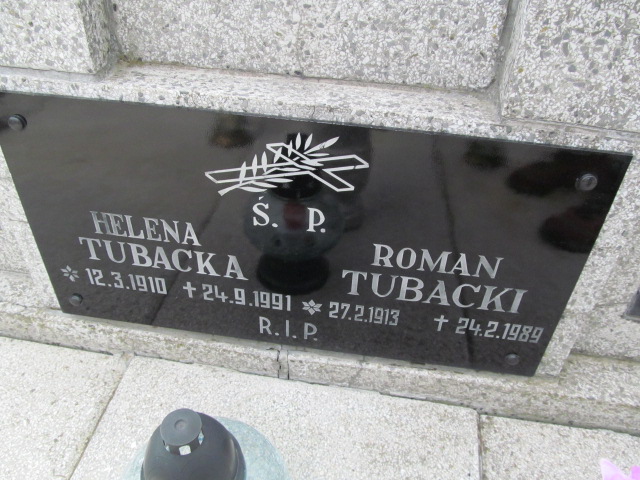 Ś. P.
HELENA
TUBACKA
12.3.1910 ✝ 24.9.1991
ROMAN
TUBACKI
27.2.1913 ✝ 24.2.1989
R.I.P.